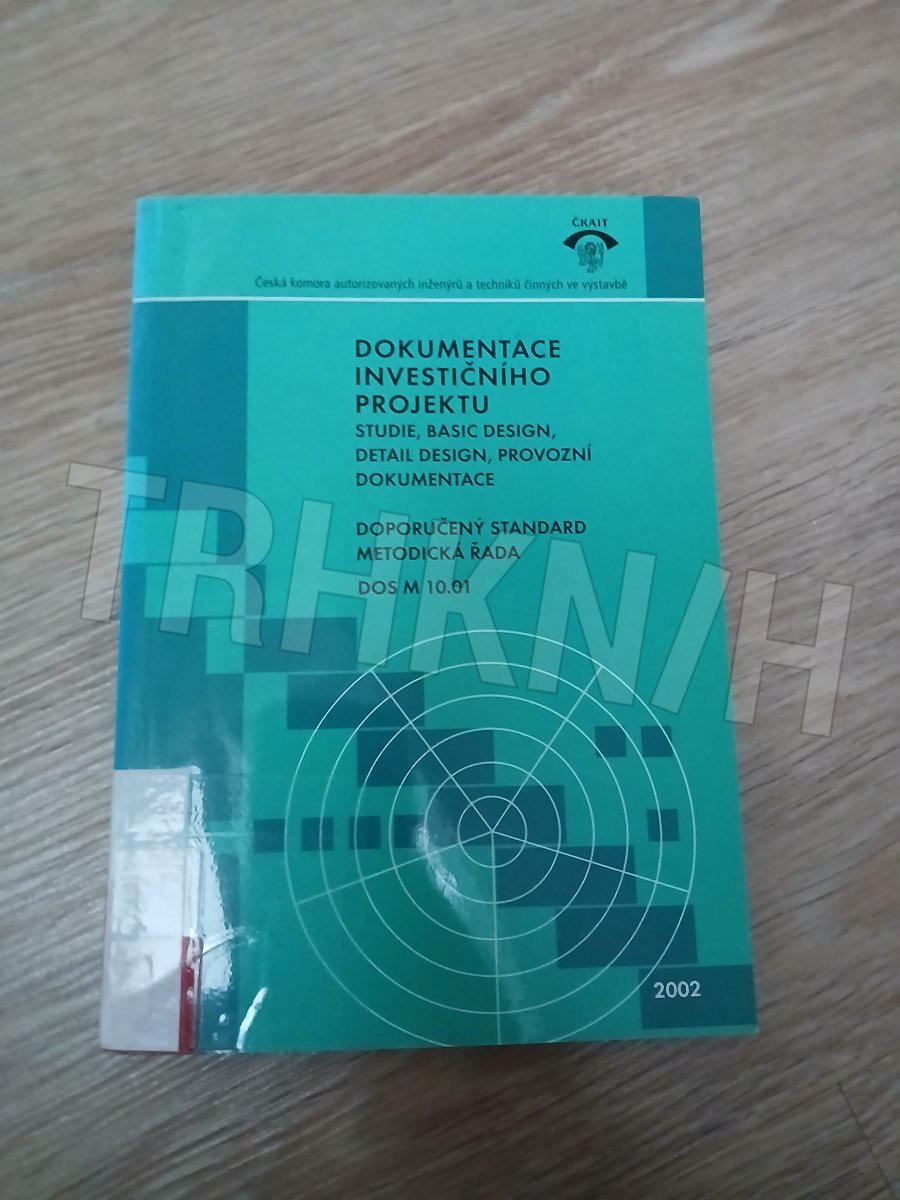 ČKAIT
Česká komora autorizovaných inženýrů a techniků činných ve výstavbě
DOKUMENTACE
INVESTIČNÍHO
PROJEKTU
STUDIE, BASIC DESIGN,
DETAIL DESIGN, PROVOZNÍ
DOKUMENTACE
DOPORUČENÝ STANDARD
METODICKÁ ŘADA
DOS M 10.01
TRHKNIH
2002